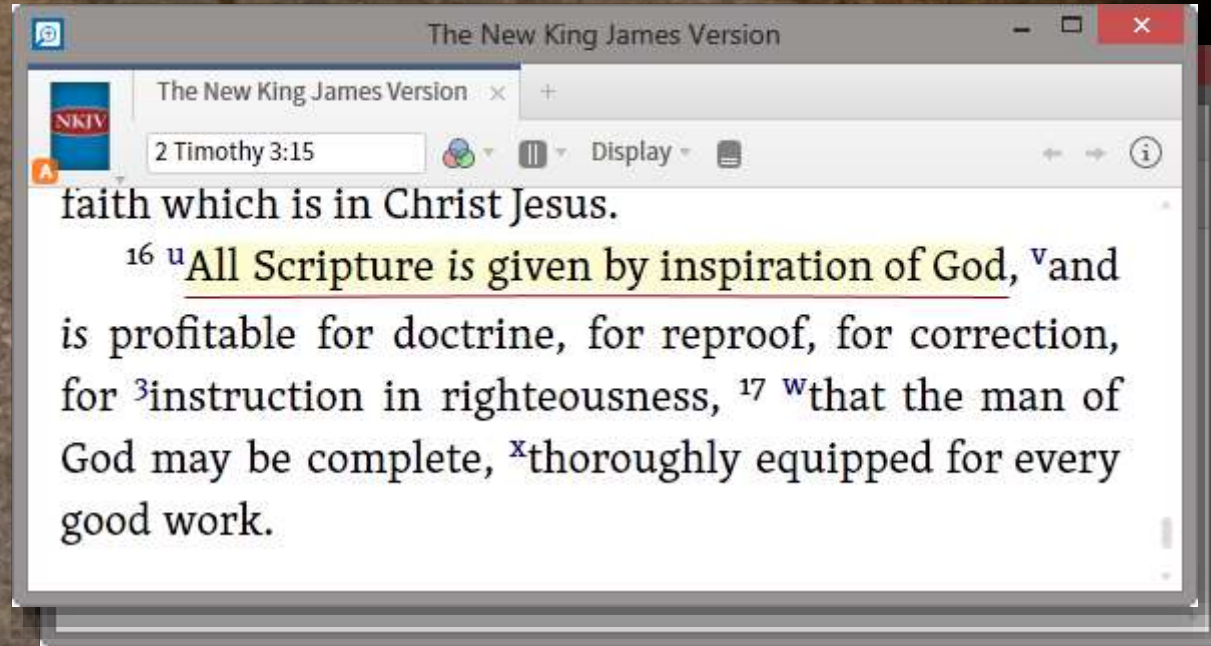 The New King James Version
The New King James Version
NKJV
A
2 Timothy 3:15
Display
faith which is in Christ Jesus.
16 uAll Scripture is given by inspiration of God, vand
is profitable for doctrine, for reproof, for correction,
for 3instruction in righteousness, 17 wthat the man of
God may be complete, xthoroughly equipped for every
good work.